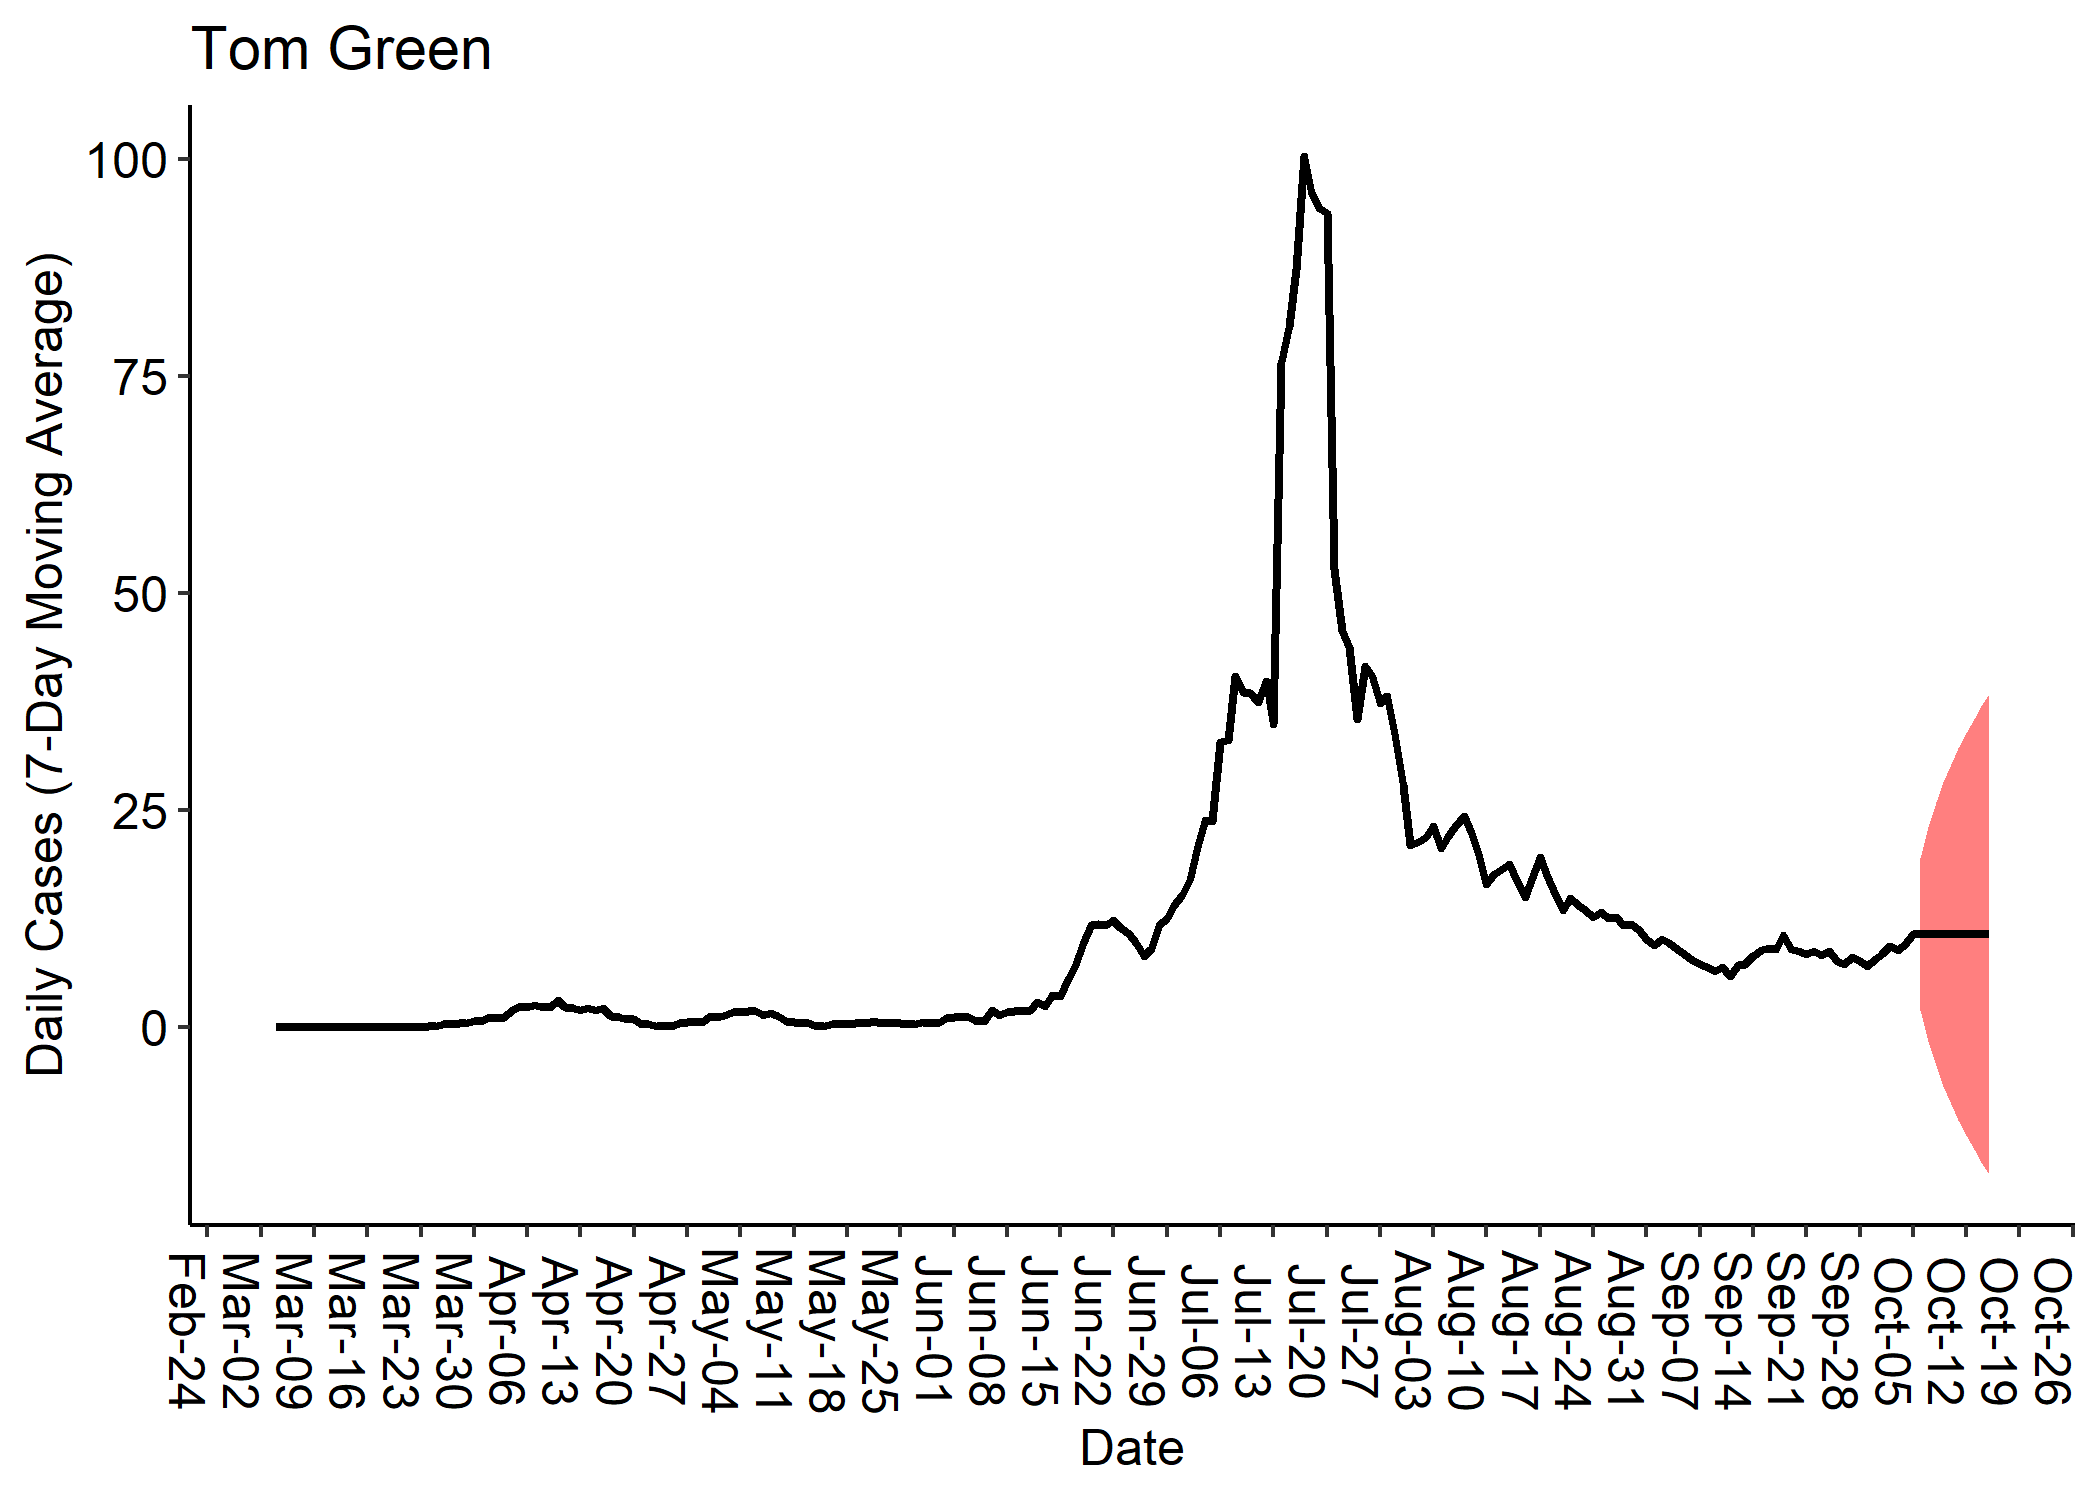 Tom Green
Daily Cases (7-Day Moving Average)
100
75
50
25
0
Feb-24
Mar-02
Mar-09
Mar-16
Mar-23
Mar-30
Apr-06
Apr-13
Apr-20
Apr-27
May-04
May-11
May-18
May-25
Jun-01
Jun-08
Jun-15
Jun-22
Jun-29
Jul-06
Jul-13
Jul-20
Jul-27
Aug-03
Aug-10
Aug-17
Aug-24
Aug-31
Sep-07
Sep-14
Sep-21
Sep-28
Oct-05
Oct-12
Oct-19
Oct-26
Date